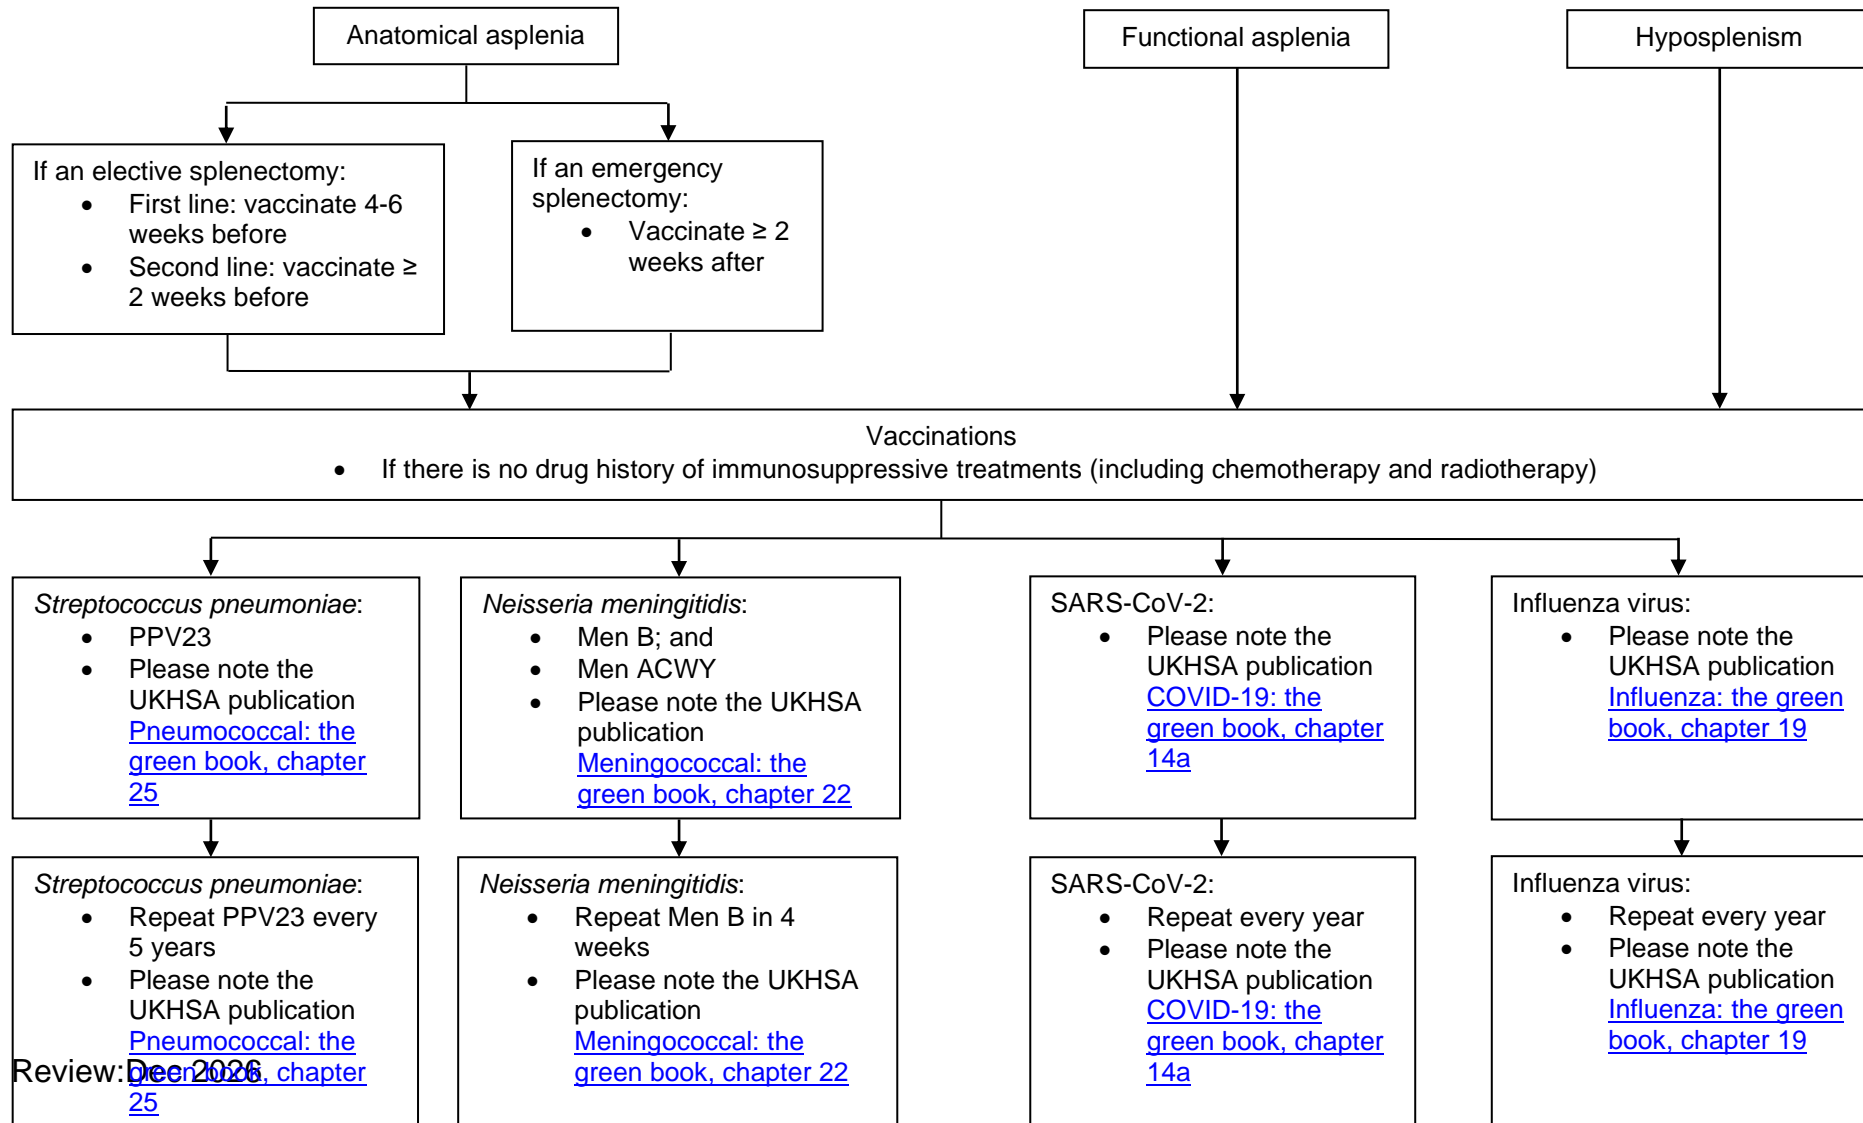 Anatomical asplenia
Functional asplenia
Hyposplenism
If an elective splenectomy:
• First line: vaccinate 4-6
weeks before
• Second line: vaccinate ≥
2 weeks before
If an emergency
splenectomy:
• Vaccinate ≥ 2
weeks after
Vaccinations
• If there is no drug history of immunosuppressive treatments (including chemotherapy and radiotherapy)
Streptococcus pneumoniae:
• PPV23
• Please note the
UKHSA publication
Pneumococcal: the
green book, chapter
25
Neisseria meningitidis:
• Men B; and
• Men ACWY
• Please note the UKHSA
publication
Meningococcal: the
green book, chapter 22
SARS-CoV-2:
• Please note the
UKHSA publication
COVID-19: the
green book, chapter
14a
Influenza virus:
• Please note the
UKHSA publication
Influenza: the green
book, chapter 19
Streptococcus pneumoniae:
• Repeat PPV23 every
5 years
• Please note the
UKHSA publication
Pneumococcal: the
green book, chapter
25
Neisseria meningitidis:
• Repeat Men B in 4
weeks
• Please note the UKHSA
publication
Meningococcal: the
green book, chapter 22
SARS-CoV-2:
• Repeat every year
• Please note the
UKHSA publication
COVID-19: the
green book, chapter
14a
Influenza virus:
• Repeat every year
• Please note the
UKHSA publication
Influenza: the green
book, chapter 19
Review:Dec 2026